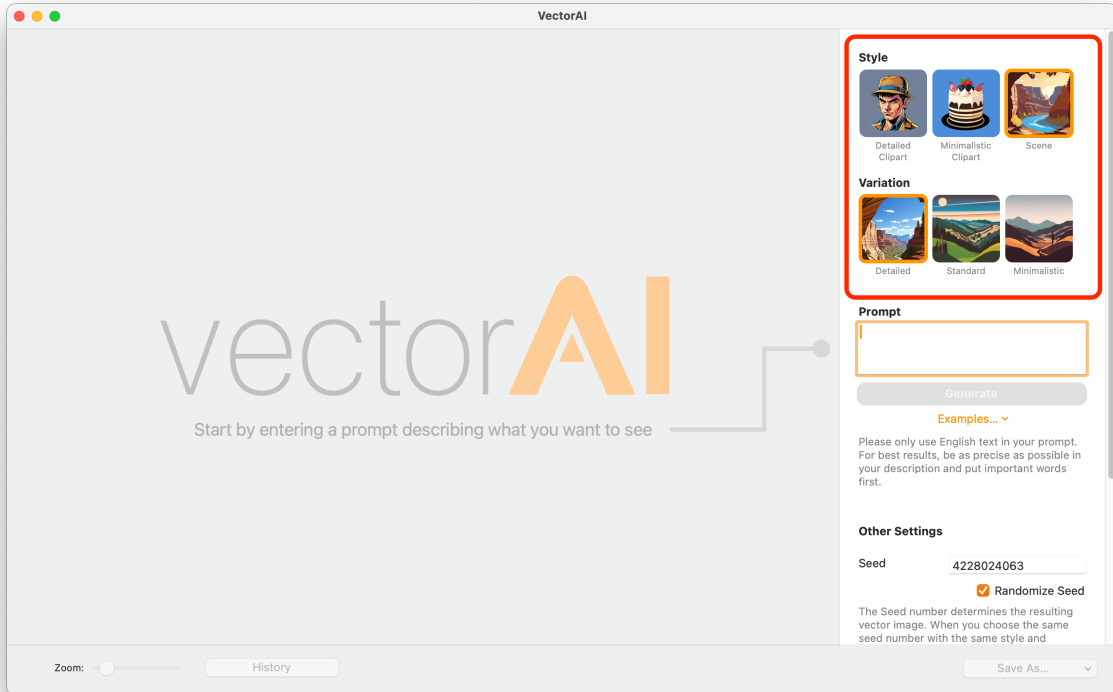 VectorAI
Style
Detailed
Clipart
Minimalistic
Clipart
Scene
Variation
Detailed
Standard
Minimalistic
Prompt
vectorAI
Start by entering a prompt describing what you want to see
Generate
Examples...
Please only use English text in your prompt.
For best results, be as precise as possible in
your description and put important words
first.
Other Settings
Seed
4228024063
Randomize Seed
The Seed number determines the resulting
vector image. When you choose the same
seed number with the same style and
Zoom:
History
Save As...